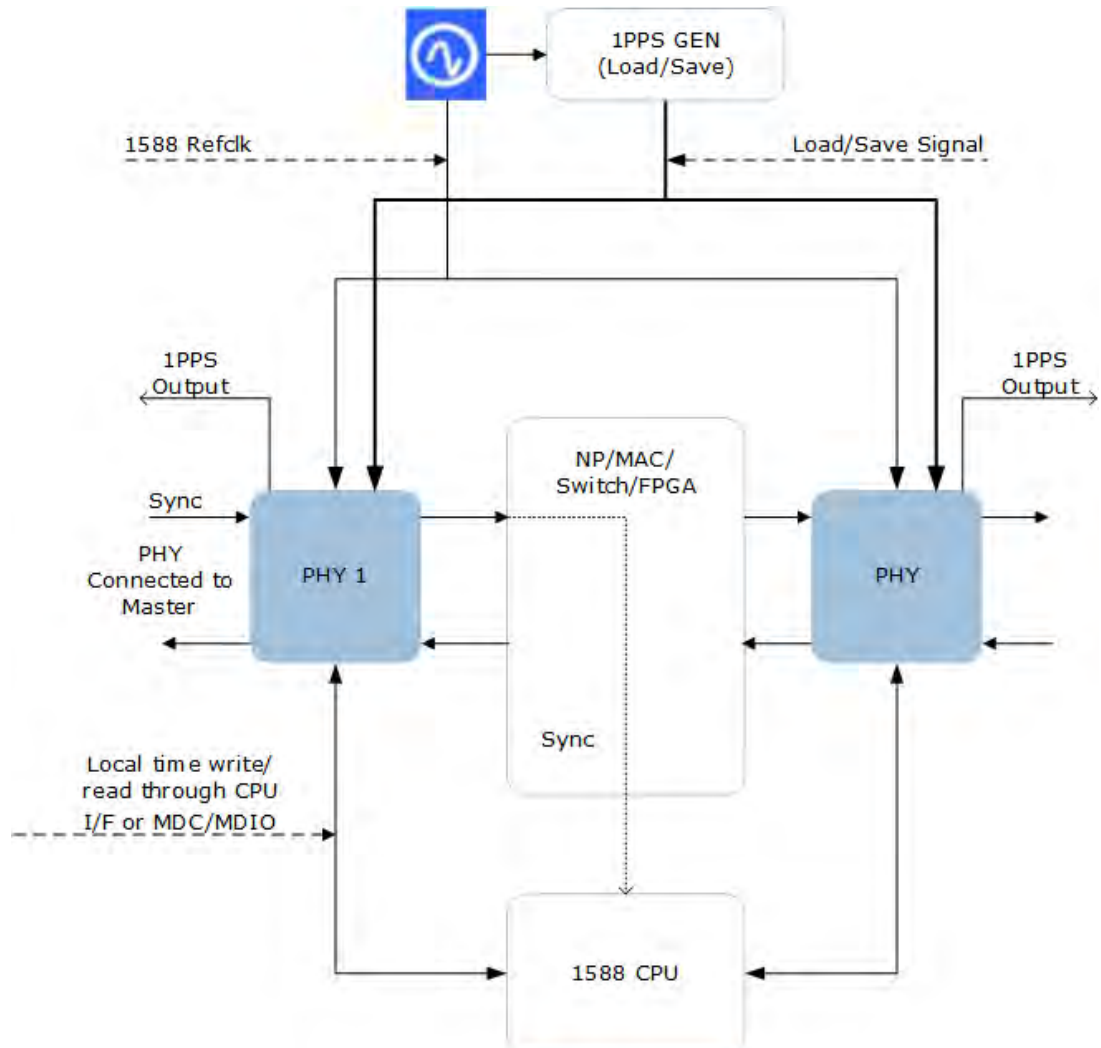 1PPS GEN
(Load/Save)
1588 Refclk
Load/Save Signal
1PPS
Output
1PPS
Output
NP/MAC/
Switch/FPGA
Sync
PHY
Connected to
Master
PHY 1
PHY
Sync
Local time write/
read through CPU
I/F or MDC/MDIO
1588 CPU